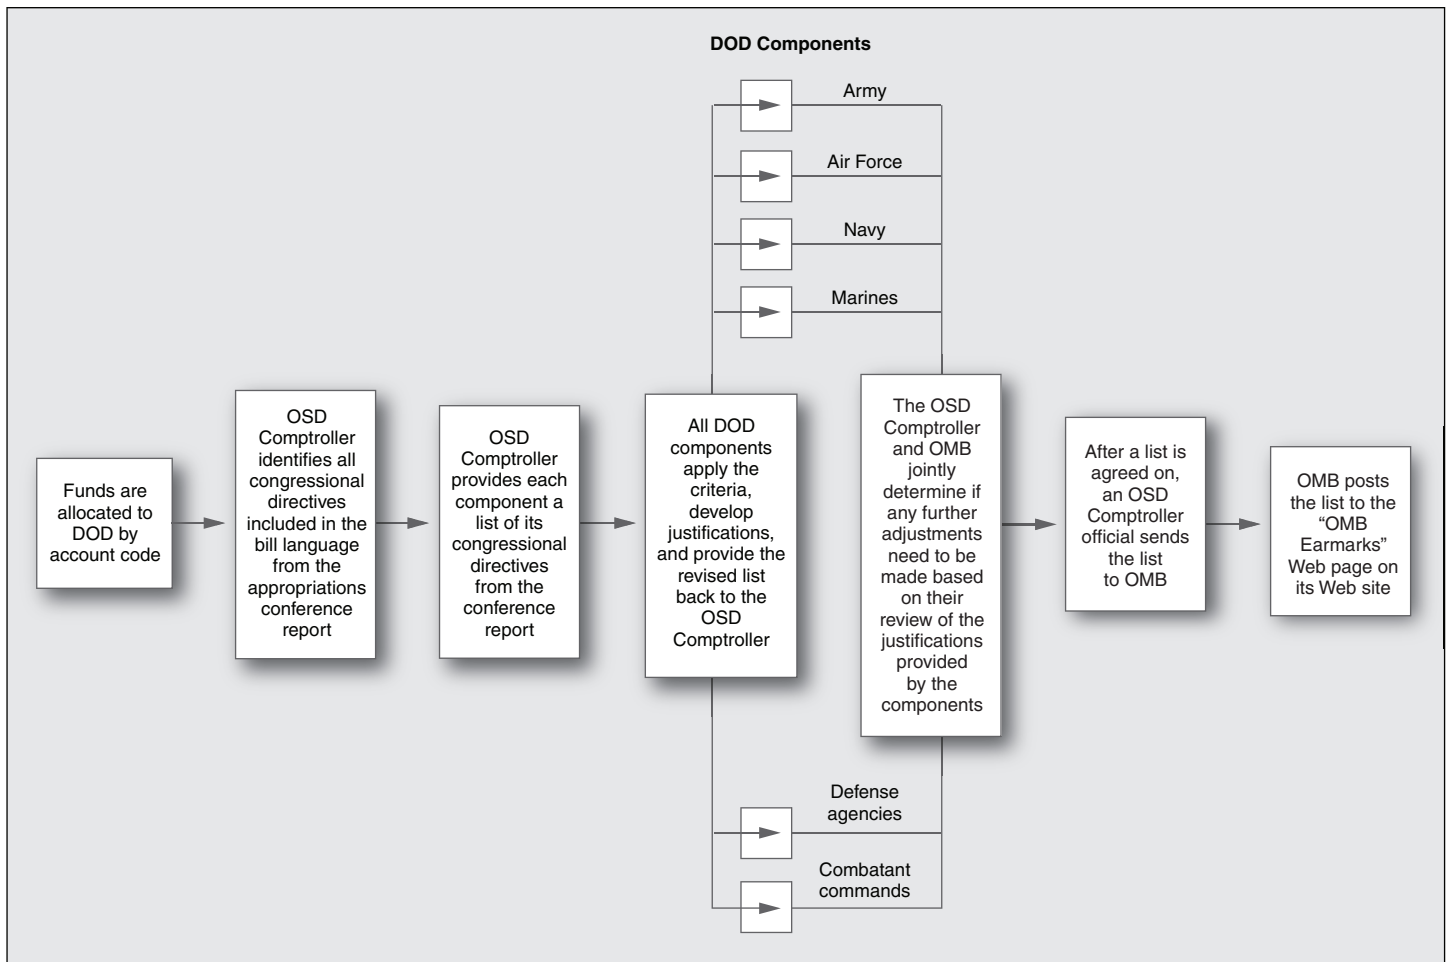 DOD Components
Army
Air Force
Navy
Marines
Funds are
allocated to
DOD by
account code
OSD
Comptroller
identifies all
congressional
directives
included in the
bill language
from the
appropriations
conference
report
OSD
Comptroller
provides each
component a
list of its
congressional
directives
from the
conference
report
All DOD
components
apply the
criteria,
develop
justifications,
and provide the
revised list
back to the
OSD
Comptroller
The OSD
Comptroller
and OMB
jointly
determine if
any further
adjustments
need to be
made based
on their
review of the
justifications
provided
by the
components
After a list is
agreed on,
an OSD
Comptroller
official sends
the list
to OMB
OMB posts
the list to the
“OMB
Earmarks”
Web page on
its Web site
Defense
agencies
Combatant
commands